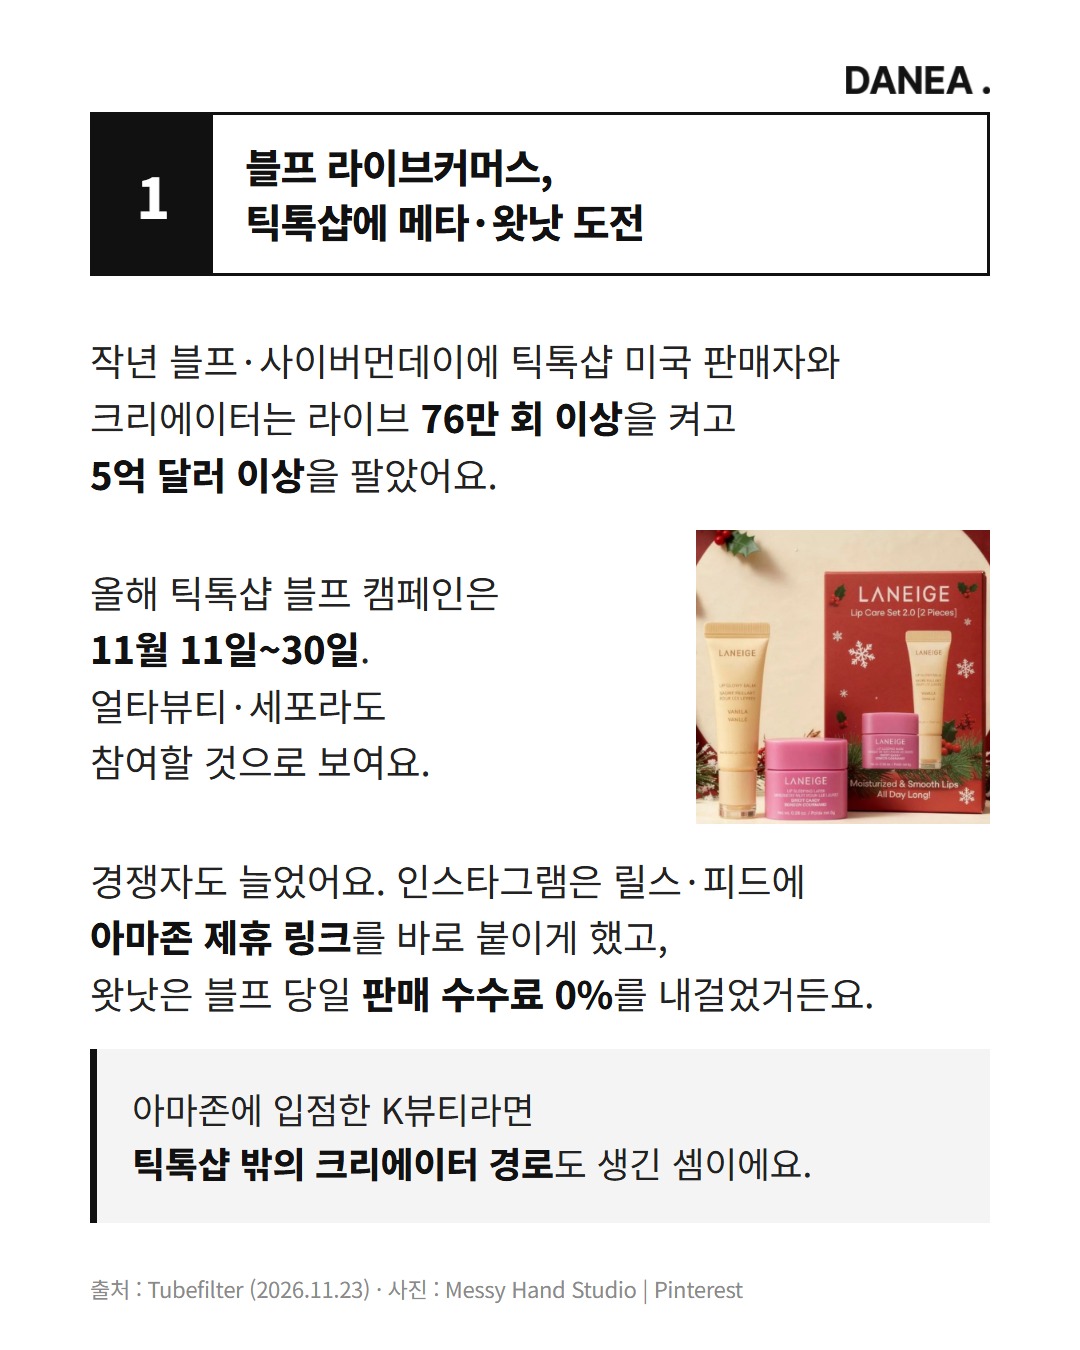 DANEA .
1
블프 라이브커머스,
틱톡샵에 메타·왓낫 도전
작년 블프·사이버먼데이에 틱톡샵 미국 판매자와
크리에이터는 라이브 76만 회 이상을 켜고
5억 달러 이상을 팔았어요.
올해 틱톡샵 블프 캠페인은
11월 11일~30일.
얼타뷰티·세포라도
참여할 것으로 보여요.
LANEIGE
Lip Care Set 2.0 [2 Pieces]
LANEIGE
VANILLA
VANILLE
LANEIGE
LANEIGE
LANEIGE
Moisturized & Smooth Lips
All Day Long!
경쟁자도 늘었어요. 인스타그램은 릴스·피드에
아마존 제휴 링크를 바로 붙이게 했고,
왓낫은 블프 당일 판매 수수료 0%를 내걸었거든요.
아마존에 입점한 K뷰티라면
틱톡샵 밖의 크리에이터 경로도 생긴 셈이에요.
출처 : Tubefilter (2026.11.23) · 사진 : Messy Hand Studio | Pinterest